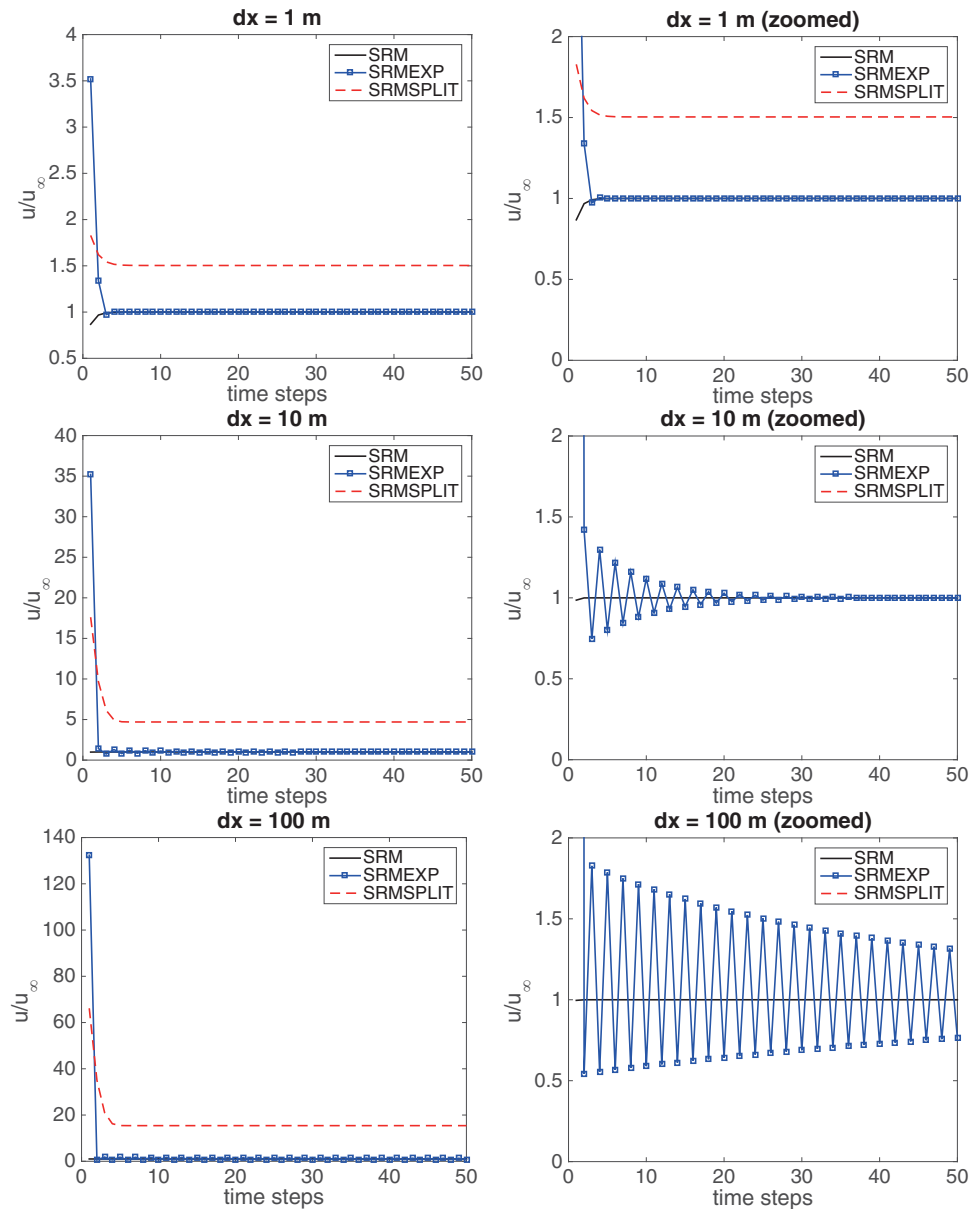 dx = 1 m
4
3.5
3
2.5
2
1.5
1
0.5
0 10 20 30 40 50
time steps
u/u∞
SRM
SRMEXP
SRMSPLIT
dx = 1 m (zoomed)
2
1.5
1
0.5
0
0 10 20 30 40 50
time steps
u/u∞
SRM
SRMEXP
SRMSPLIT
dx = 10 m
40
35
30
25
20
15
10
5
0
0 10 20 30 40 50
time steps
u/u∞
SRM
SRMEXP
SRMSPLIT
dx = 10 m (zoomed)
2
1.5
1
0.5
0
0 10 20 30 40 50
time steps
u/u∞
SRM
SRMEXP
SRMSPLIT
dx = 100 m
140
120
100
80
60
40
20
0
0 10 20 30 40 50
time steps
u/u∞
SRM
SRMEXP
SRMSPLIT
dx = 100 m (zoomed)
2
1.5
1
0.5
0
0 10 20 30 40 50
time steps
u/u∞
SRM
SRMEXP
SRMSPLIT